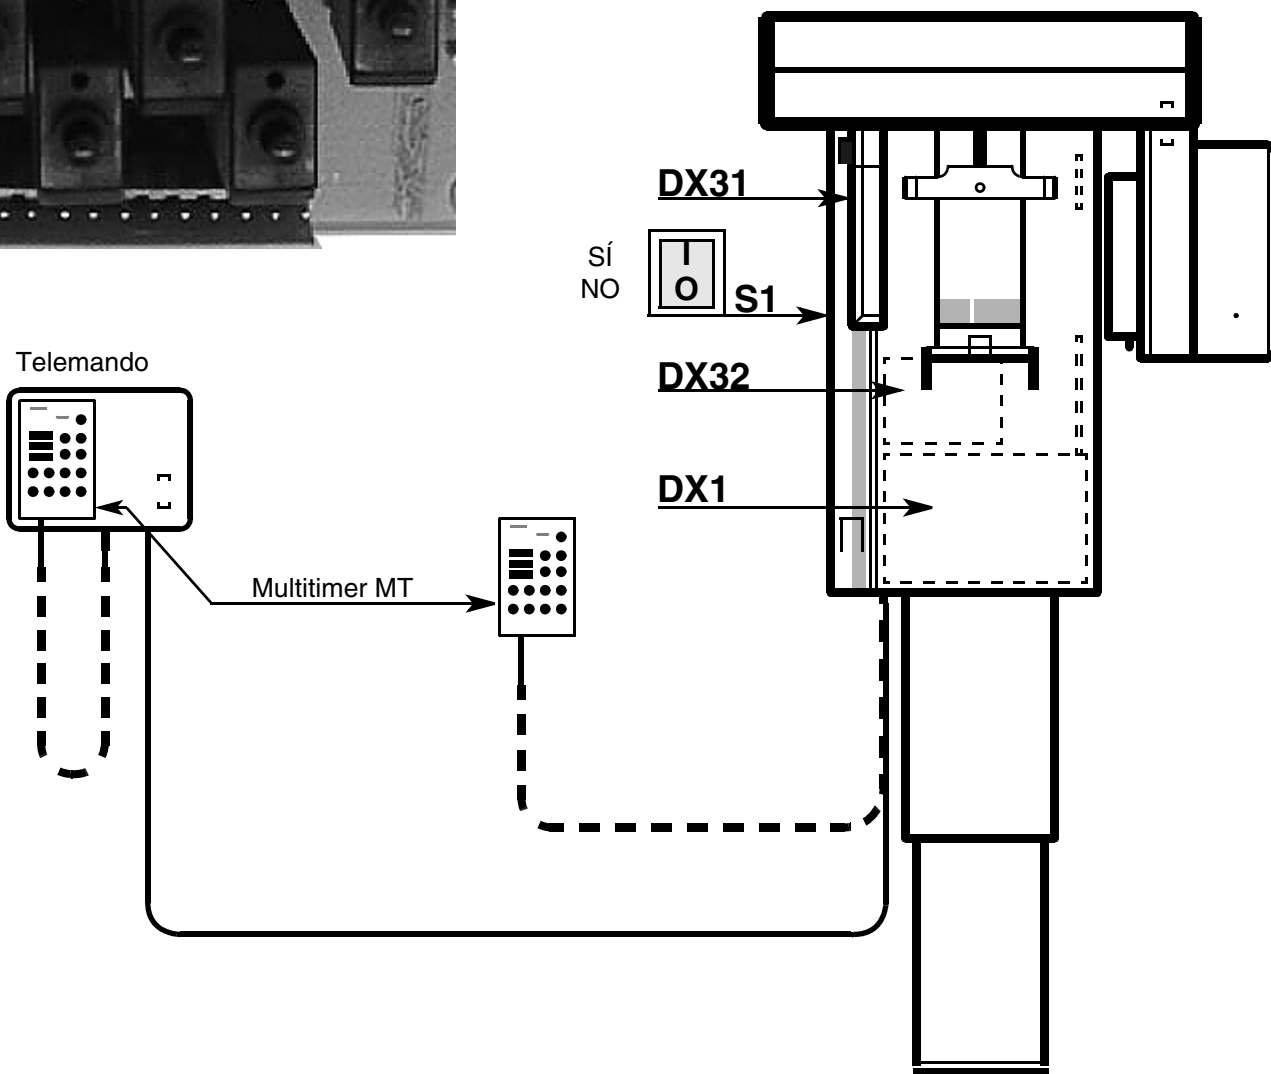 DX31
SÍ
NO
I
O
S1
Telemando
DX32
DX1
Multitimer MT